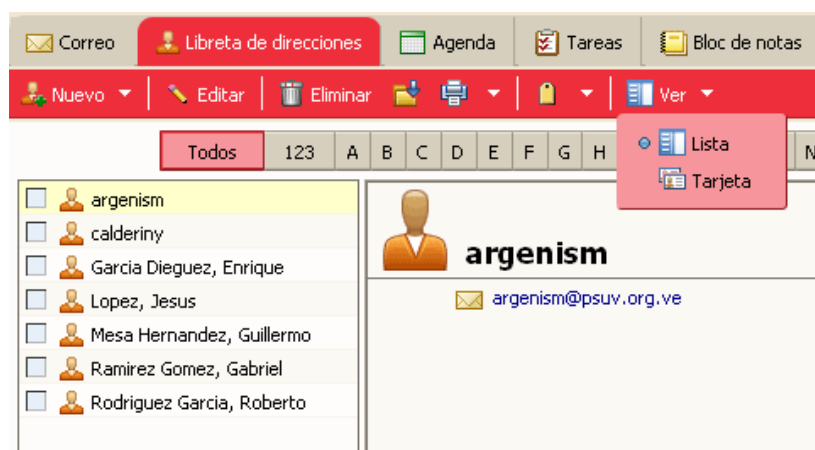 Correo Libreta de direcciones Agenda Tareas Bloc de notas
Nuevo Editar Eliminar Ver
Todos 123 A B C D E F G H N
Lista
Tarjeta
argenism
calderiny
Garcia Dieguez, Enrique
Lopez, Jesus
Mesa Hernandez, Guillermo
Ramirez Gomez, Gabriel
Rodriguez Garcia, Roberto
argenism
argenism@psuv.org.ve